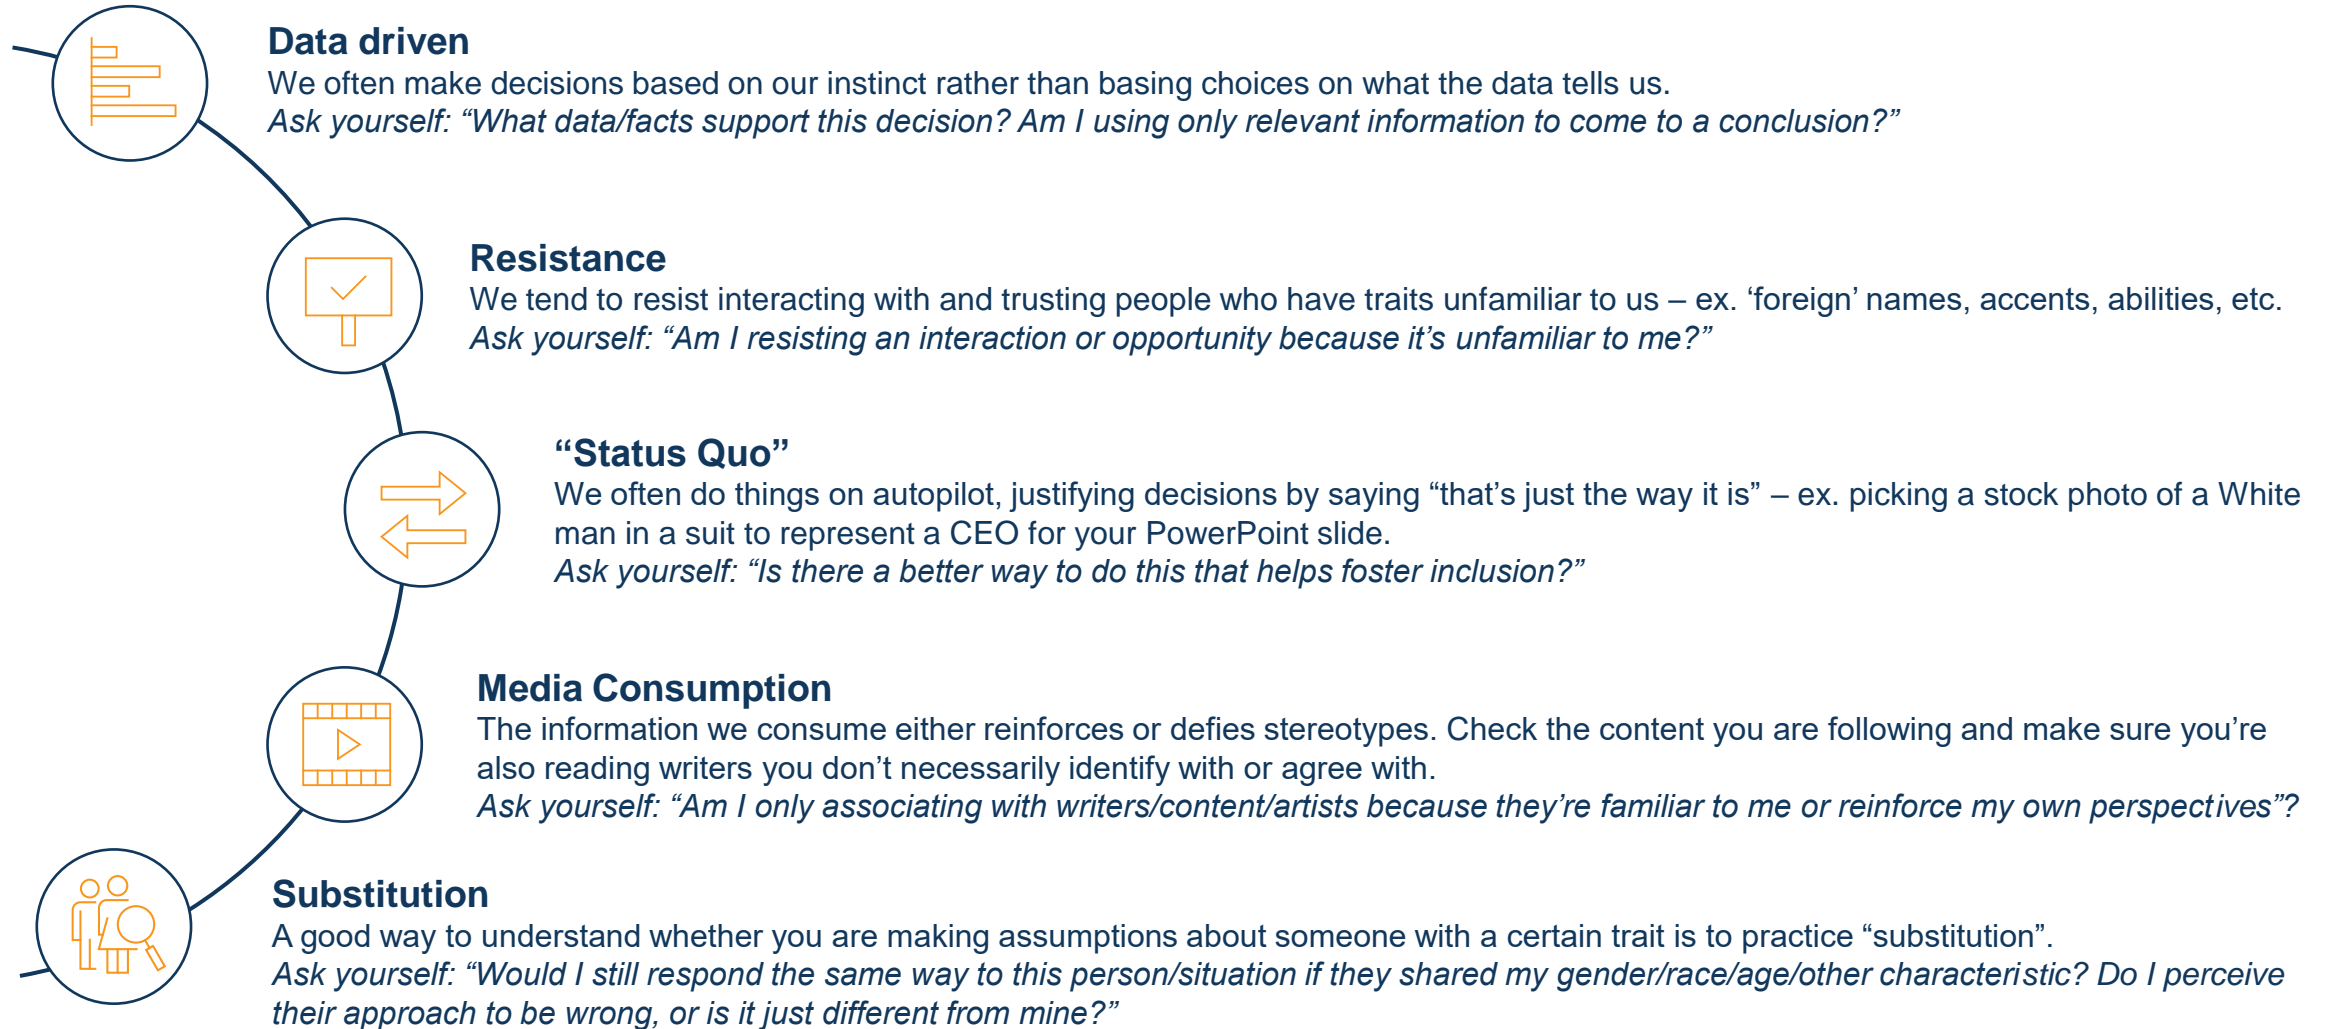 Data driven
We often make decisions based on our instinct rather than basing choices on what the data tells us.
Ask yourself: “What data/facts support this decision? Am I using only relevant information to come to a conclusion?”
Resistance
We tend to resist interacting with and trusting people who have traits unfamiliar to us – ex. ‘foreign’ names, accents, abilities, etc.
Ask yourself: “Am I resisting an interaction or opportunity because it’s unfamiliar to me?”
“Status Quo”
We often do things on autopilot, justifying decisions by saying “that’s just the way it is” – ex. picking a stock photo of a White
man in a suit to represent a CEO for your PowerPoint slide.
Ask yourself: “Is there a better way to do this that helps foster inclusion?”
Media Consumption
The information we consume either reinforces or defies stereotypes. Check the content you are following and make sure you’re
also reading writers you don’t necessarily identify with or agree with.
Ask yourself: “Am I only associating with writers/content/artists because they’re familiar to me or reinforce my own perspectives”?
Substitution
A good way to understand whether you are making assumptions about someone with a certain trait is to practice “substitution”.
Ask yourself: “Would I still respond the same way to this person/situation if they shared my gender/race/age/other characteristic? Do I perceive
their approach to be wrong, or is it just different from mine?”